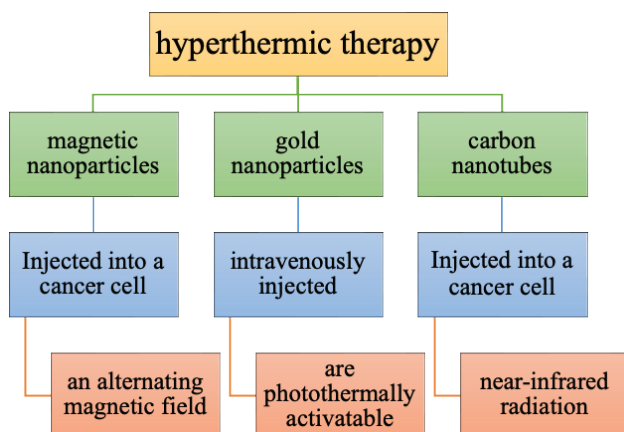 hyperthermic therapy
magnetic
nanoparticles
gold
nanoparticles
carbon
nanotubes
Injected into a
cancer cell
intravenously
injected
Injected into a
cancer cell
an alternating
magnetic field
are
photothermally
activatable
near-infrared
radiation